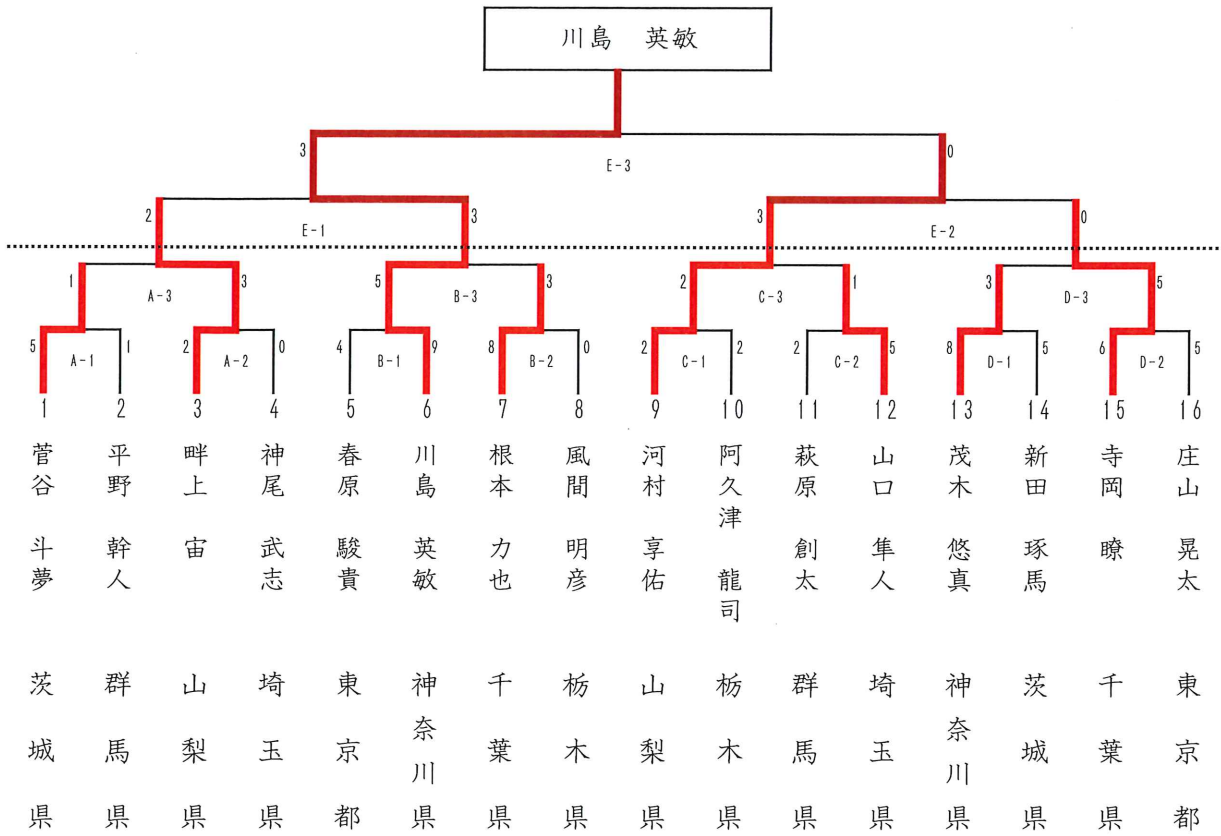 川島 英敏
3 E-3 0
2 E-1 3 3 E-2 0
1 A-3 3 5 B-3 3 2 C-3 1 3 D-3 5
5 A-1 1 2 A-2 0 4 B-1 9 8 B-2 0 2 C-1 2 2 C-2 5 8 D-1 5 6 D-2 5
1 2 3 4 5 6 7 8 9 10 11 12 13 14 15 16
菅谷 斗夢
平野 幹人
畔上 宙
神尾 武志
春原 駿貴
川島 英敏
根本 力也
風間 明彦
河村 享佑
阿久津 龍司
萩原 創太
山口 隼人
茂木 悠真
新田 琢馬
寺岡 瞭
庄山 晃太
茨城県
群馬県
山梨県
埼玉県
東京都
神奈川県
千葉県
栃木県
山梨県
栃木県
群馬県
埼玉県
神奈川県
茨城県
千葉県
東京都